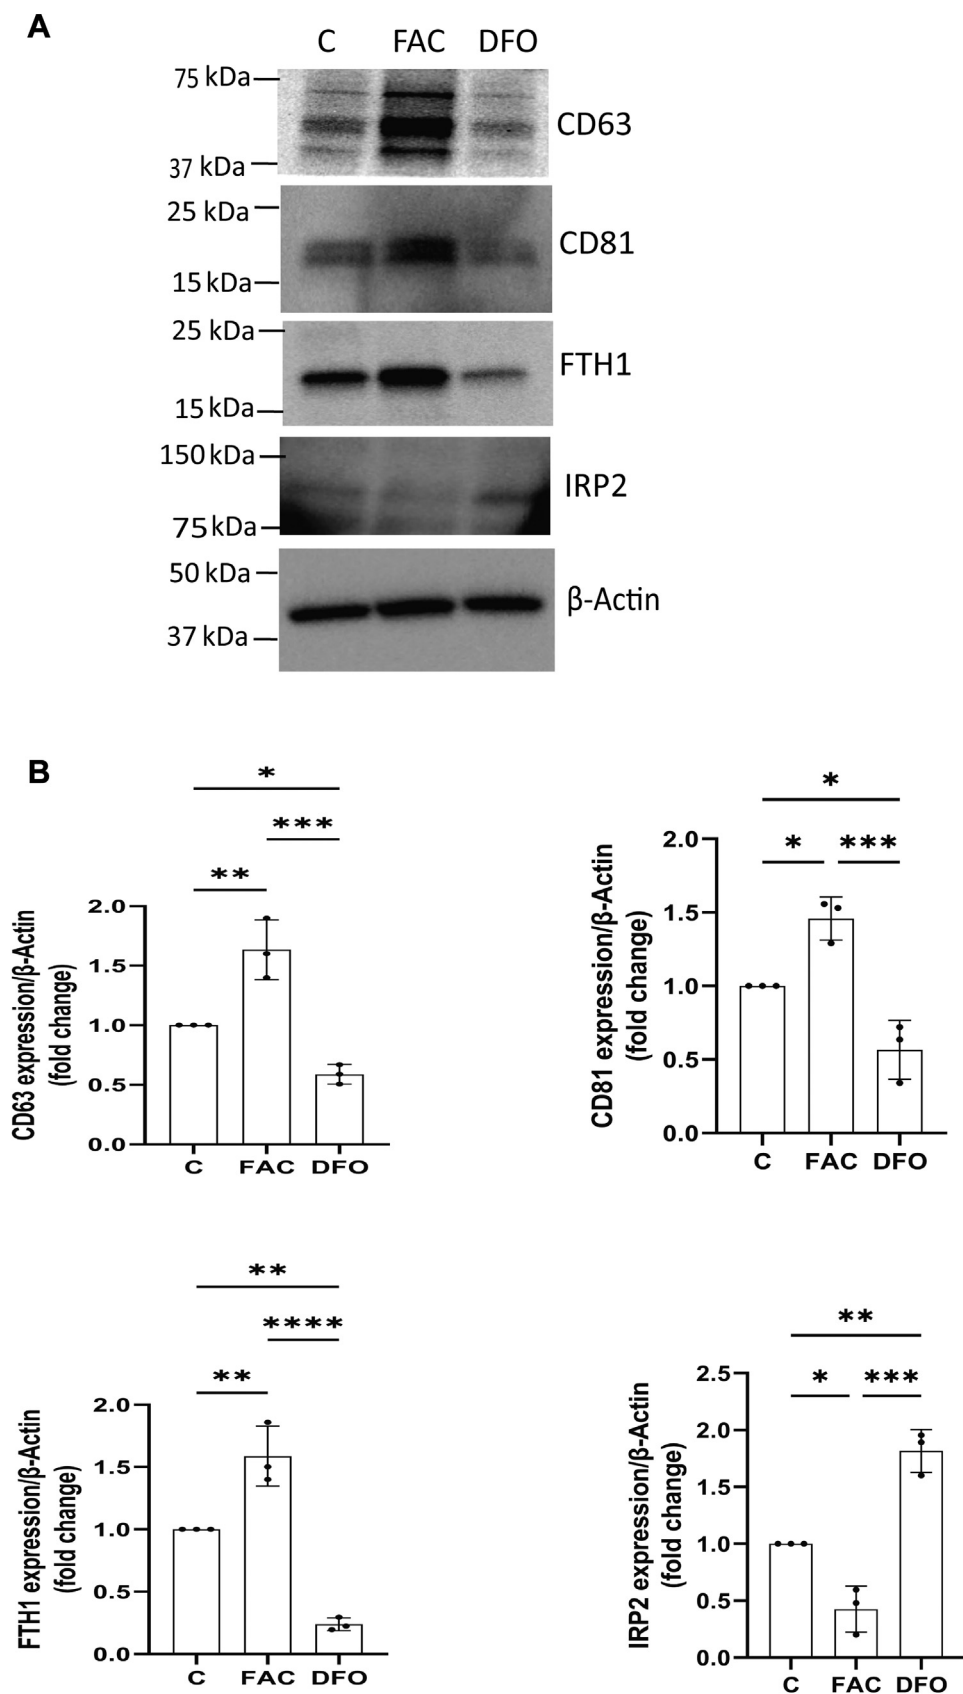 A
C FAC DFO
75 kDa
CD63
37 kDa
25 kDa
CD81
15 kDa
25 kDa
FTH1
15 kDa
150 kDa
IRP2
75 kDa
50 kDa
β-Actin
37 kDa
B
*
***
**
CD63 expression/β-Actin
(fold change)
2.0
1.5
1.0
0.5
0.0
C FAC DFO
*
* ***
CD81 expression/β-Actin
(fold change)
2.0
1.5
1.0
0.5
0.0
C FAC DFO
**
****
**
FTH1 expression/β-Actin
(fold change)
2.0
1.5
1.0
0.5
0.0
C FAC DFO
**
* ***
IRP2 expression/β-Actin
(fold change)
2.5
2.0
1.5
1.0
0.5
0.0
C FAC DFO